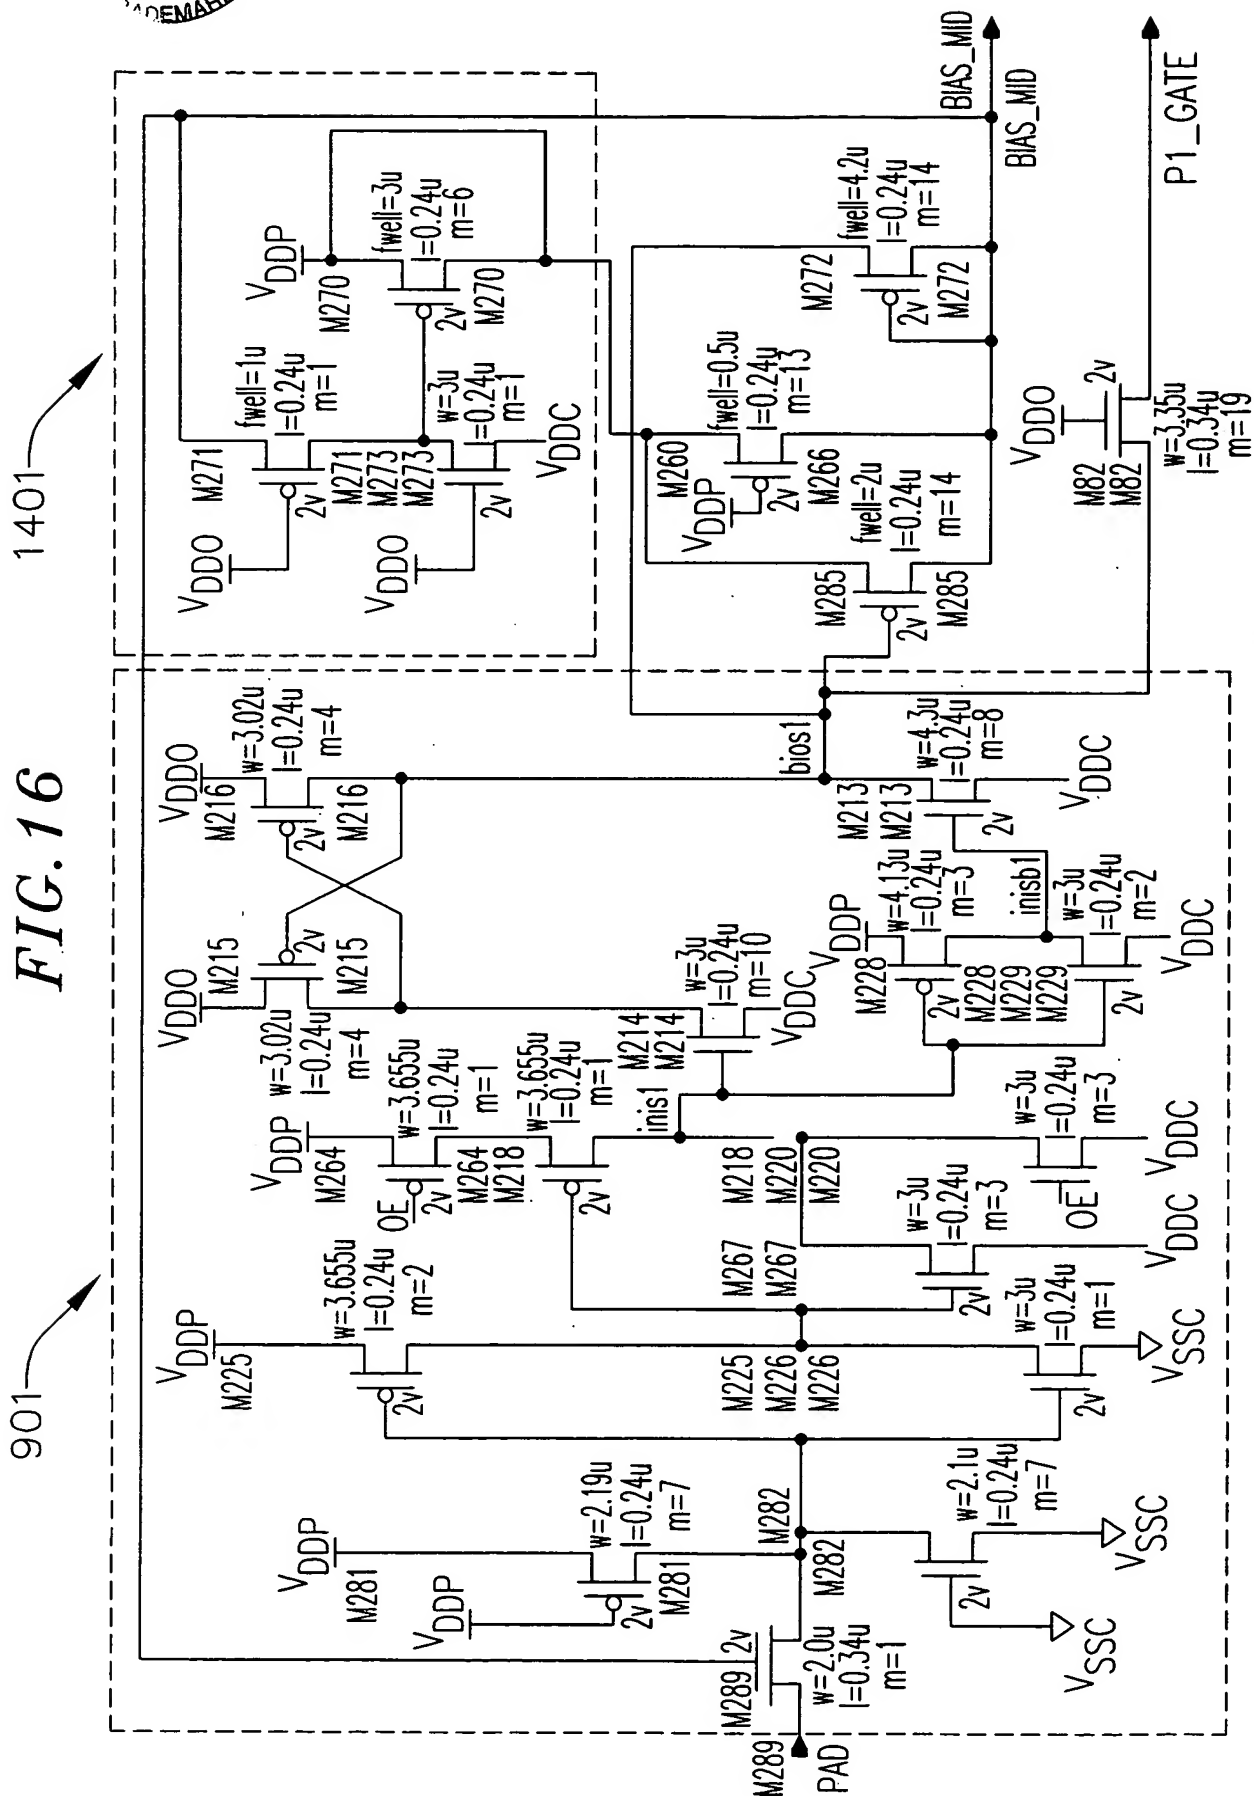 ADEMAR
FIG. 16
901
1401
PAD
M289
M289
2v
w=2.0u
l=0.34u
m=1
VDDP
M281
VDDP
2v
M281
w=2.19u
l=0.24u
m=7
M282
M282
w=2.1u
l=0.24u
m=7
2v
VSSC
VSSC
VDDP
M225
w=3.655u
l=0.24u
m=2
2v
M225
M226
M226
w=3u
l=0.24u
m=1
2v
VSSC
M267
M267
w=3u
l=0.24u
m=3
2v
VDDC
VDDP
M264
w=3.655u
l=0.24u
m=1
OE
2v
M264
M218
w=3.655u
l=0.24u
m=1
2v
inis1
M218
M220
M220
w=3u
l=0.24u
m=3
OE
VDDC
VDDO
M215
2v
M215
w=3.02u
l=0.24u
m=4
VDDO
M216
w=3.02u
l=0.24u
m=4
2v
M216
M214
M214
w=3u
l=0.24u
m=10
VDDC
VDDP
M228
w=4.13u
l=0.24u
m=3
2v
M228
M229
M229
inisb1
w=3u
l=0.24u
m=2
2v
VDDC
bios1
M213
M213
w=4.3u
l=0.24u
m=8
2v
VDDC
VDDO
M271
fwell=1u
l=0.24u
m=1
2v
M271
M273
M273
VDDO
w=3u
l=0.24u
m=1
2v
VDDC
VDDP
M270
fwell=3u
l=0.24u
m=6
2v
M270
M285
fwell=2u
l=0.24u
m=14
2v
M285
M260
VDDP
fwell=0.5u
l=0.24u
m=13
2v
M266
M272
fwell=4.2u
l=0.24u
m=14
2v
M272
BIAS_MID
BIAS_MID
VDDO
M82
M82
2v
w=3.35u
l=0.34u
m=19
P1_GATE